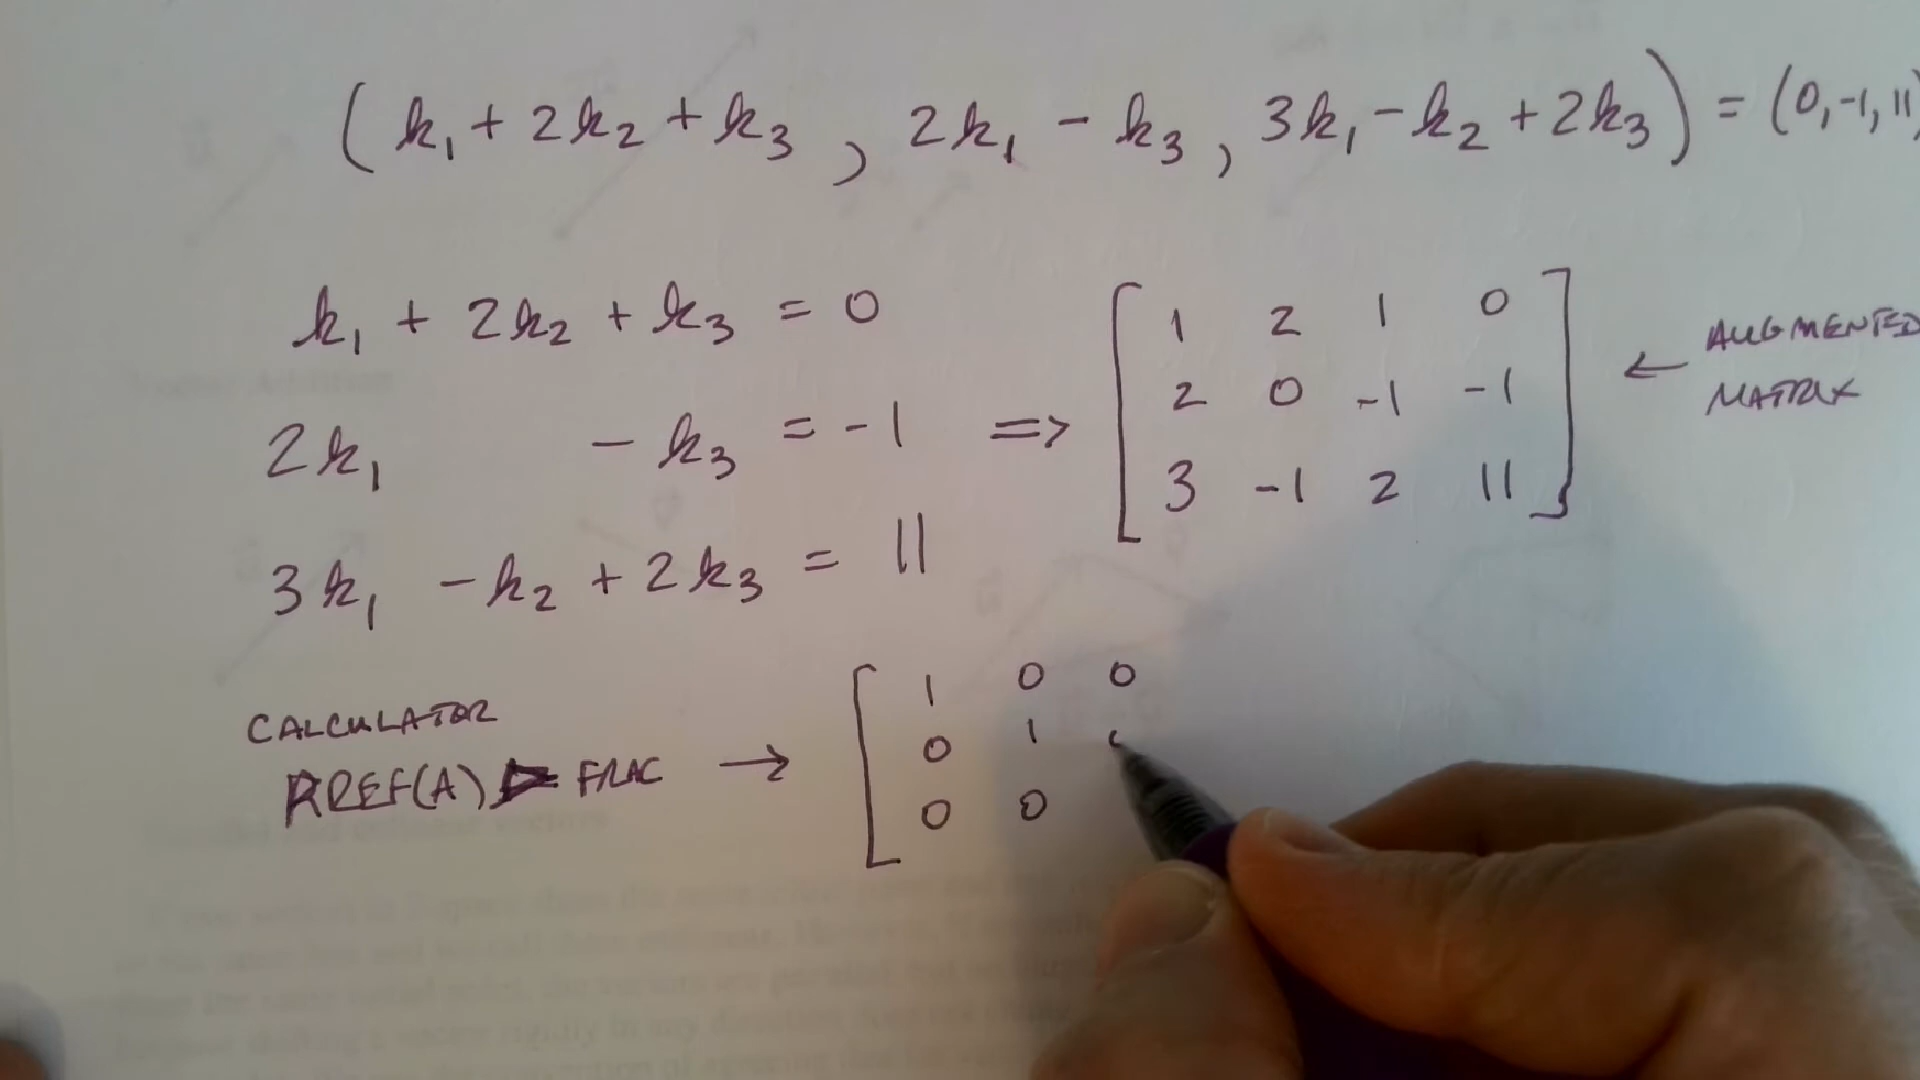 (k₁ + 2k₂ + k₃, 2k₁ - k₃, 3k₁ - k₂ + 2k₃) = (0, -1, 11)
k₁ + 2k₂ + k₃ = 0
2k₁ - k₃ = -1
3k₁ - k₂ + 2k₃ = 11
=>
1 2 1 0
2 0 -1 -1
3 -1 2 11
← AUGMENTED
MATRIX
CALCULATOR
RREF(A) ► FRAC →
1 0 0
0 1
0 0